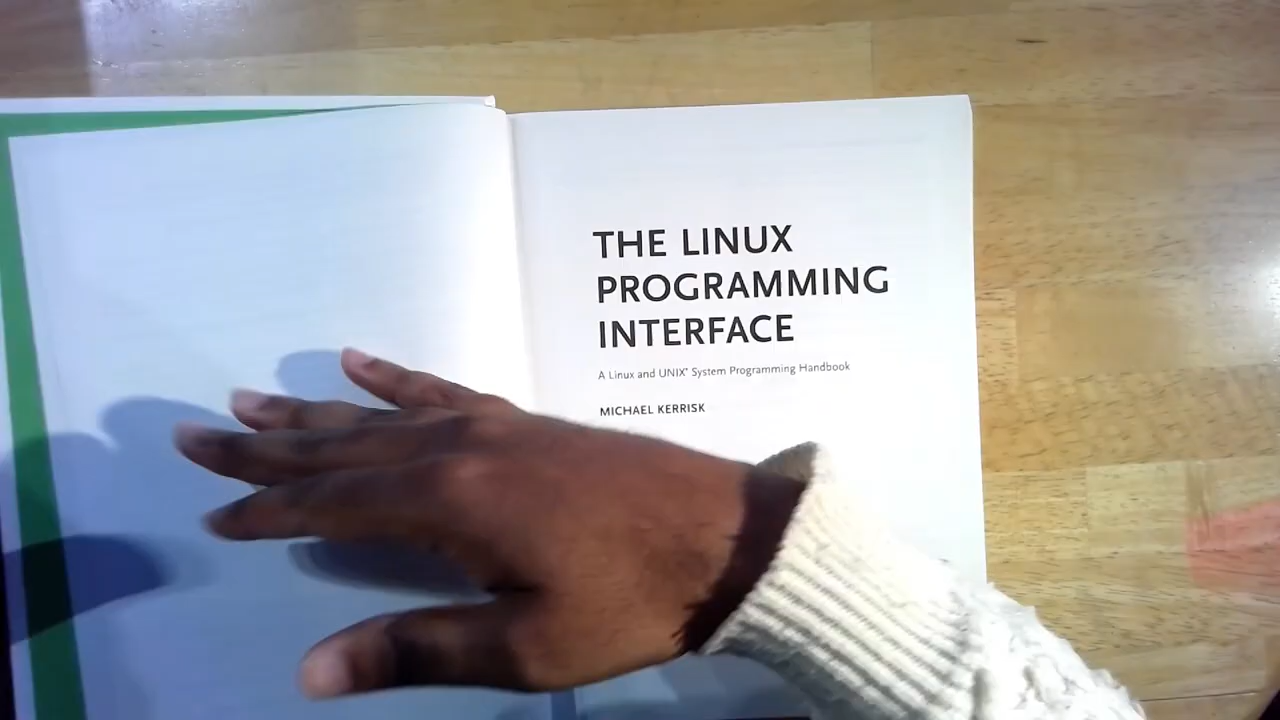 THE LINUX
PROGRAMMING
INTERFACE
A Linux and UNIX® System Programming Handbook
MICHAEL KERRISK